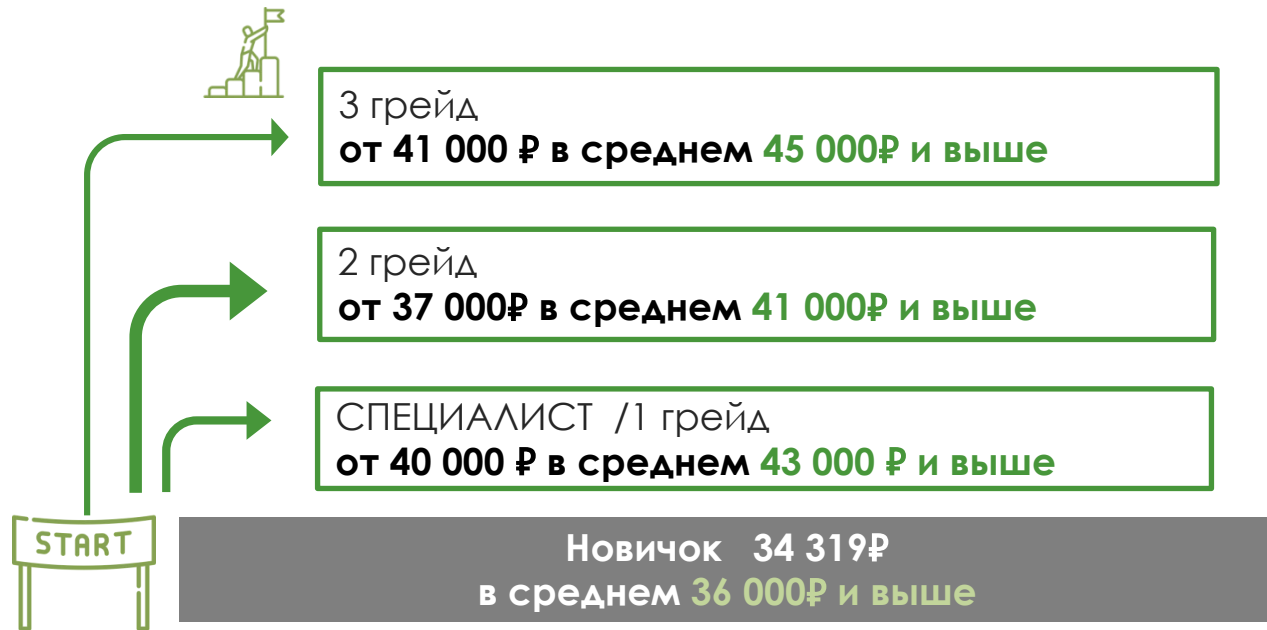 3 грейд
от 41 000 ₽ в среднем 45 000₽ и выше
2 грейд
от 37 000₽ в среднем 41 000₽ и выше
СПЕЦИАЛИСТ /1 грейд
от 40 000 ₽ в среднем 43 000 ₽ и выше
START
Новичок 34 319₽
в среднем 36 000₽ и выше